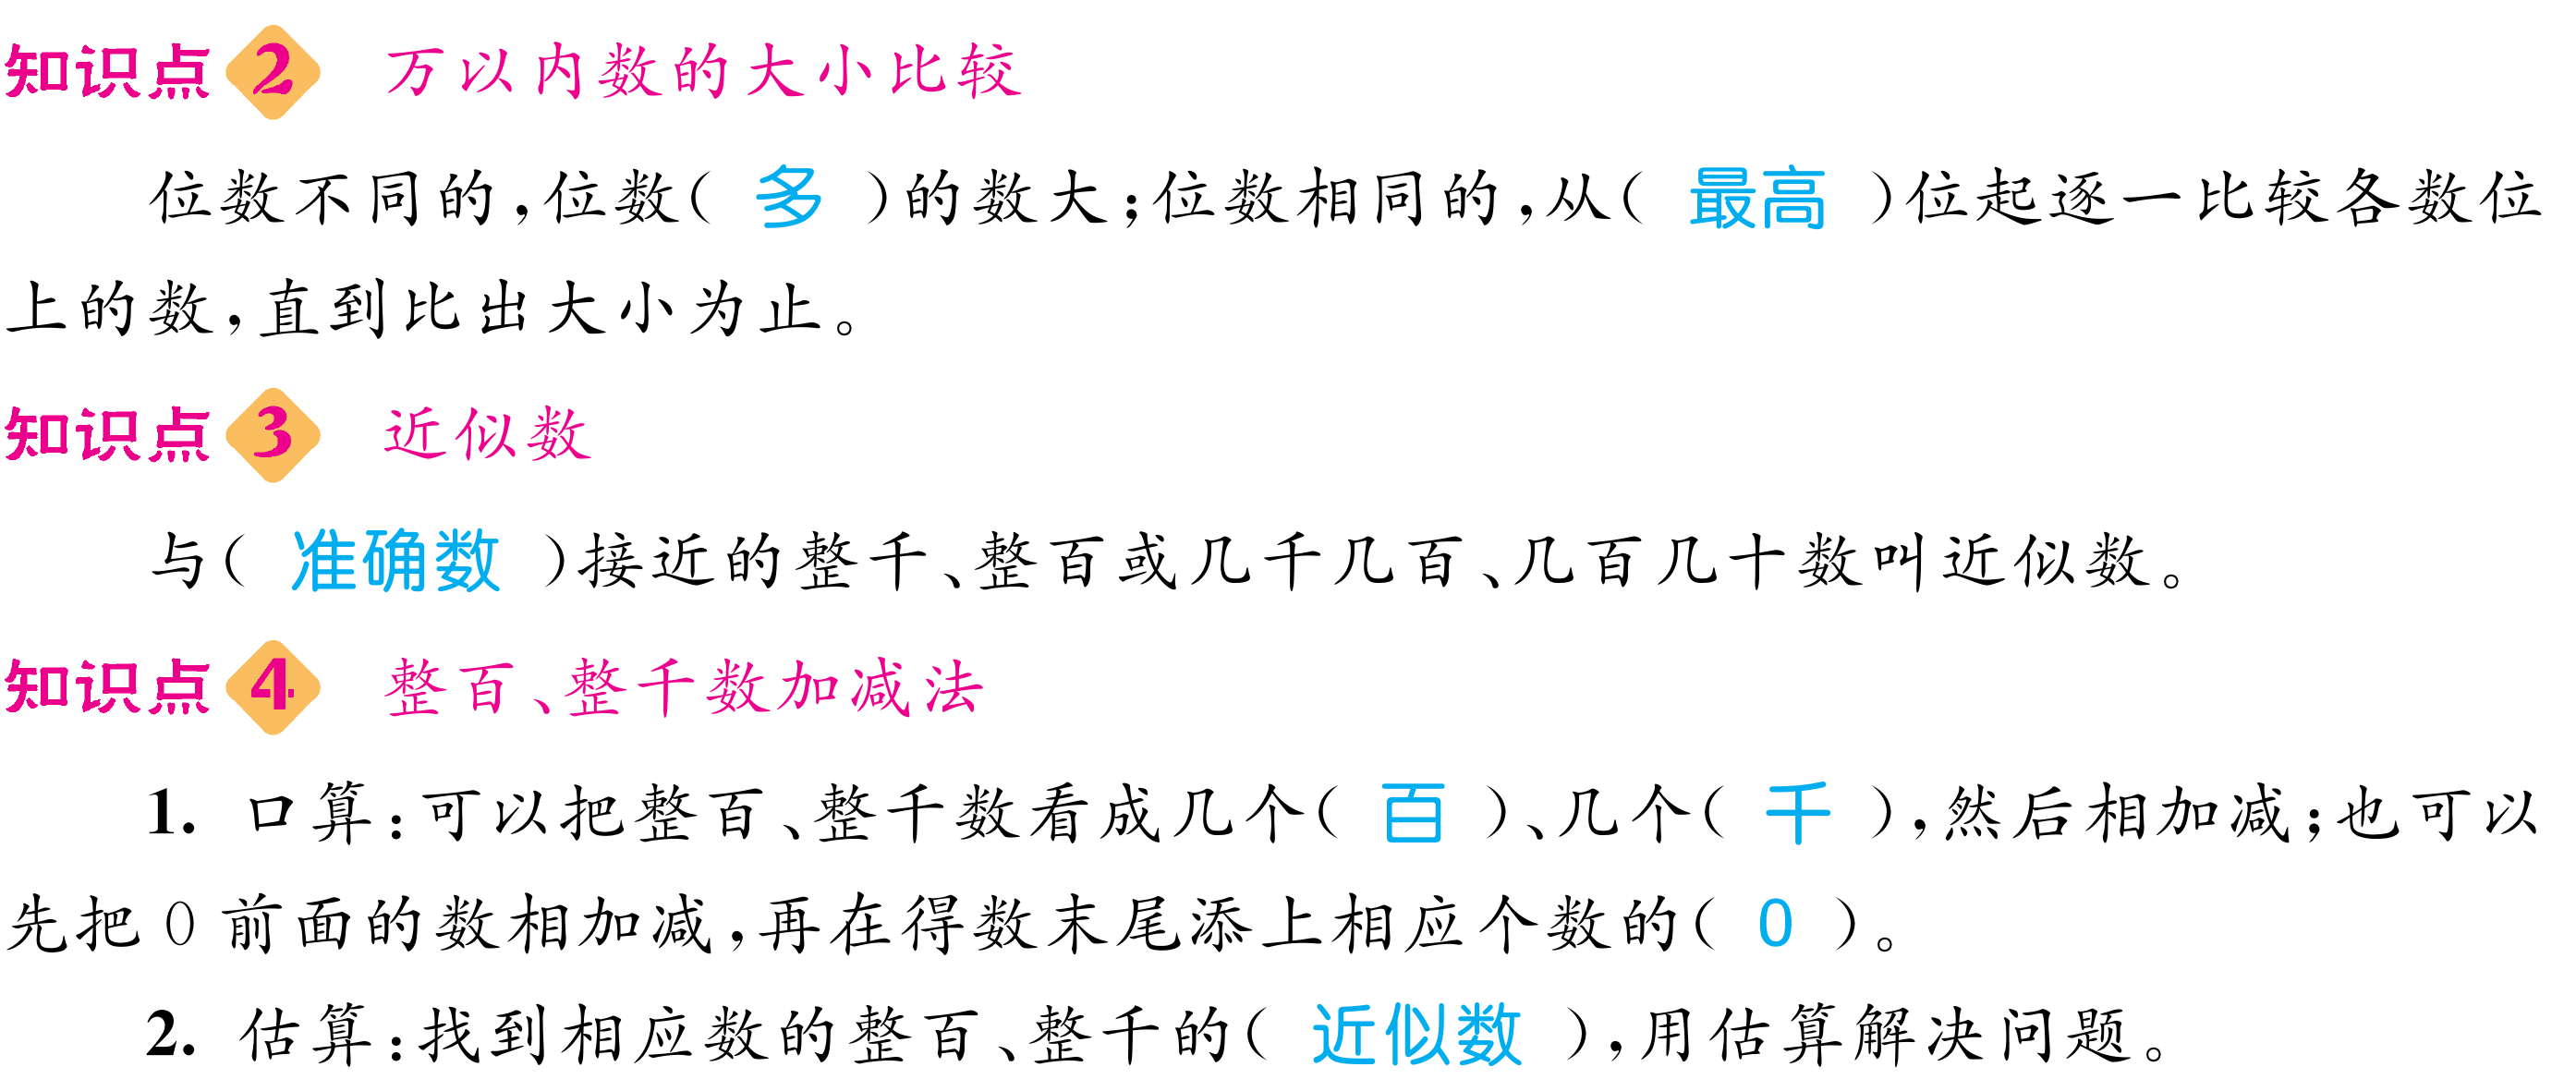 知识点2 万以内数的大小比较
位数不同的,位数( 多 )的数大;位数相同的,从( 最高 )位起逐一比较各数位
上的数,直到比出大小为止。
知识点3 近似数
与( 准确数 )接近的整千、整百或几千几百、几百几十数叫近似数。
知识点4 整百、整千数加减法
1. 口算:可以把整百、整千数看成几个( 百 )、几个( 千 ),然后相加减;也可以
先把 0 前面的数相加减,再在得数末尾添上相应个数的( 0 )。
2. 估算:找到相应数的整百、整千的( 近似数 ),用估算解决问题。